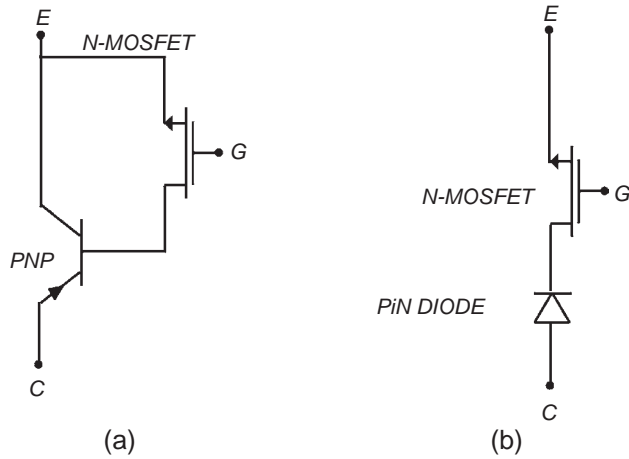 E
N-MOSFET
G
PNP
C
(a)
E
N-MOSFET
G
PiN DIODE
C
(b)